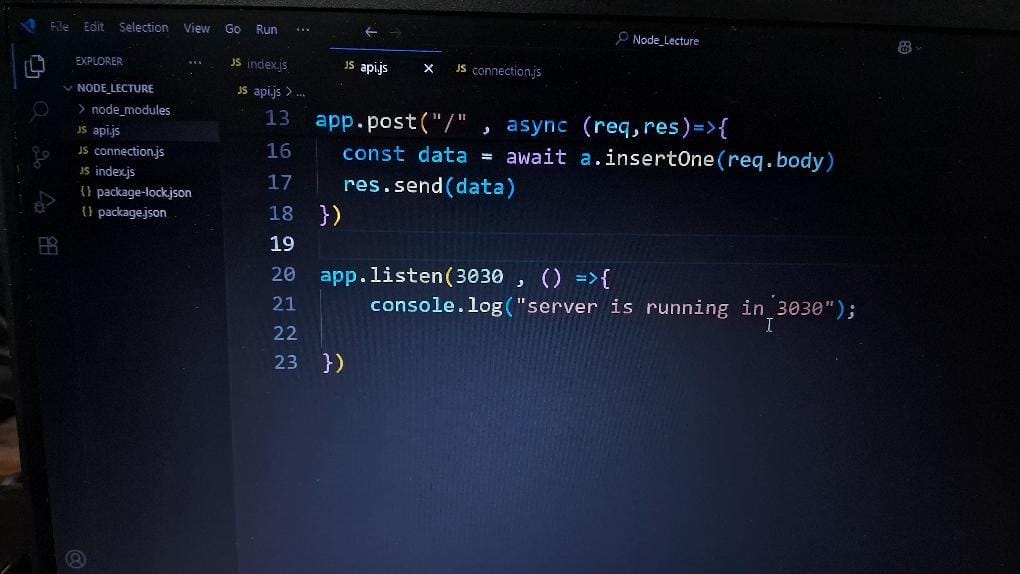 File Edit Selection View Go Run ... Node_Lecture
EXPLORER ...
NODE_LECTURE
> node_modules
JS api.js
JS connection.js
JS index.js
{} package-lock.json
{} package.json
JS index.js JS api.js × JS connection.js
JS api.js > ...
13 app.post("/" , async (req,res)=>{
16 const data = await a.insertOne(req.body)
17 res.send(data)
18 })
19
20 app.listen(3030 , () =>{
21 console.log("server is running in 3030");
22
23 })